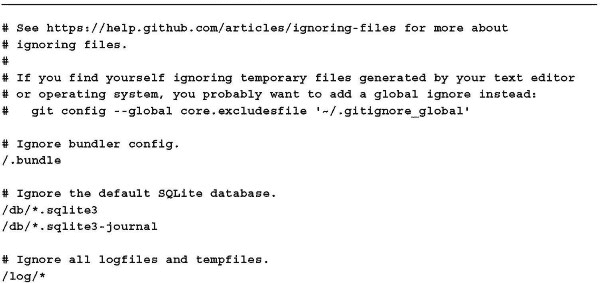 # See https://help.github.com/articles/ignoring-files for more about
# ignoring files.
#
# If you find yourself ignoring temporary files generated by your text editor
# or operating system, you probably want to add a global ignore instead:
#   git config --global core.excludesfile '~/.gitignore_global'

# Ignore bundler config.
/.bundle

# Ignore the default SQLite database.
/db/*.sqlite3
/db/*.sqlite3-journal

# Ignore all logfiles and tempfiles.
/log/*